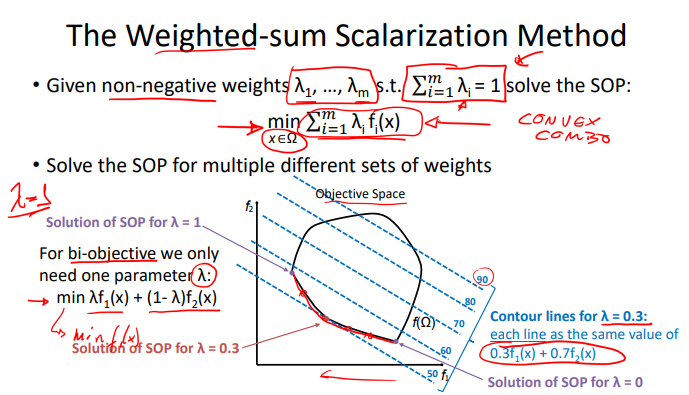 The Weighted-sum Scalarization Method
• Given non-negative weights λ₁, …, λₘ s.t. ∑ᵢ₌₁ᵐ λᵢ = 1 solve the SOP:
min ∑ᵢ₌₁ᵐ λᵢ fᵢ(x)
x∈Ω
CONVEX
COMBO
• Solve the SOP for multiple different sets of weights
λ=1
f₂
Objective Space
Solution of SOP for λ = 1
For bi-objective we only
need one parameter λ:
min λf₁(x) + (1- λ)f₂(x)
min f₁(x)
Solution of SOP for λ = 0.3
90
80
70
60
50
f(Ω)
f₁
Contour lines for λ = 0.3:
each line as the same value of
0.3f₁(x) + 0.7f₂(x)
Solution of SOP for λ = 0